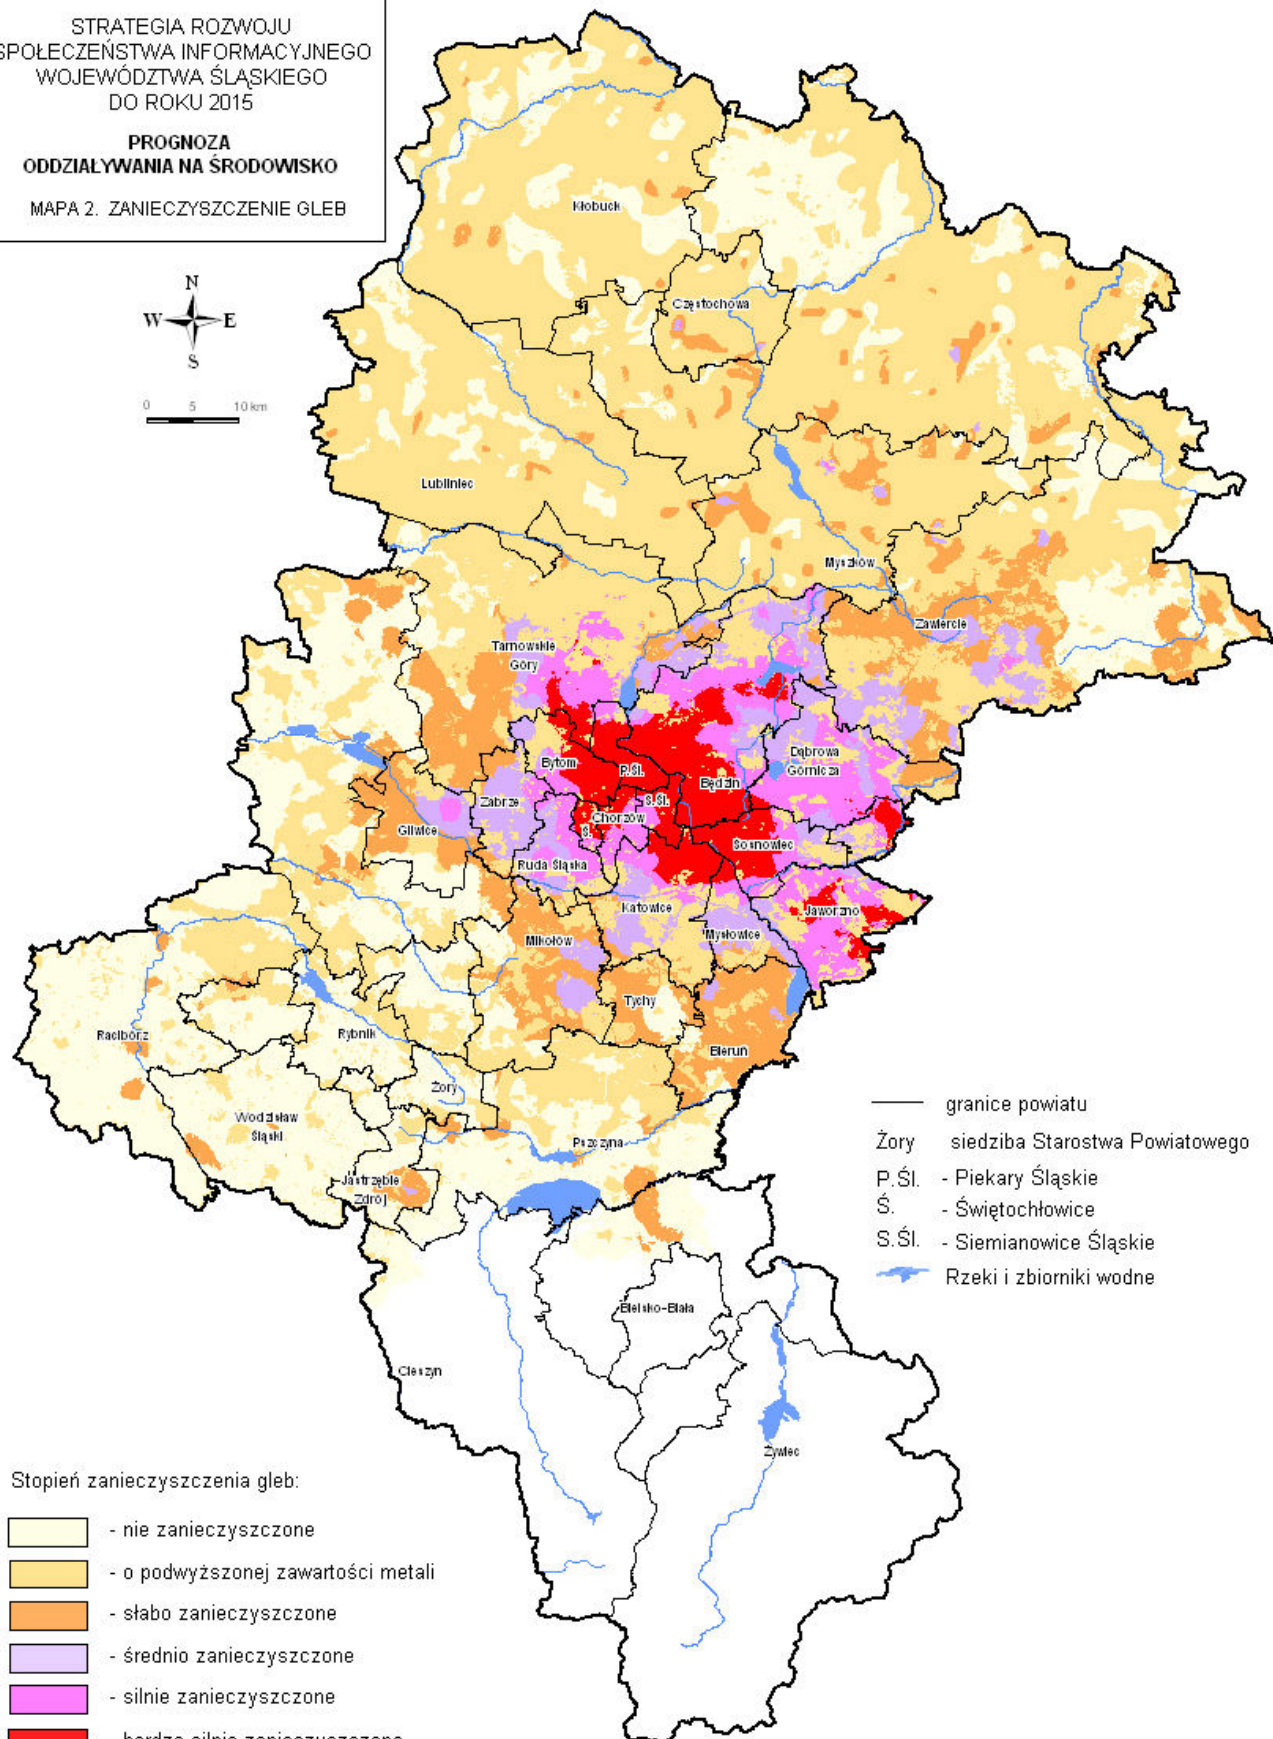 STRATEGIA ROZWOJU
SPOŁECZEŃSTWA INFORMACYJNEGO
WOJEWÓDZTWA ŚLĄSKIEGO
DO ROKU 2015
PROGNOZA
ODDZIAŁYWANIA NA ŚRODOWISKO
MAPA 2. ZANIECZYSZCZENIE GLEB
N
W E
S
0 5 10 km
Kłobuck
Częstochowa
Lubliniec
Myszków
Zawiercie
Tarnowskie
Góry
Bytom
P.Śl.
Będzin
Dąbrowa
Górnicza
Zabrze
S.Śl.
Chorzów
Gliwice
Ś.
Sosnowiec
Ruda Śląska
Katowice
Jaworzno
Mysłowice
Mikołów
Tychy
Racibórz
Rybnik
Bieruń
Żory
Wodzisław
Śląski
Pszczyna
Jastrzębie
Zdrój
Bielsko-Biała
Cieszyn
Żywiec
granice powiatu
Żory siedziba Starostwa Powiatowego
P.Śl. - Piekary Śląskie
Ś. - Świętochłowice
S.Śl. - Siemianowice Śląskie
Rzeki i zbiorniki wodne
Stopień zanieczyszczenia gleb:
- nie zanieczyszczone
- o podwyższonej zawartości metali
- słabo zanieczyszczone
- średnio zanieczyszczone
- silnie zanieczyszczone
- bardzo silnie zanieczyszczone